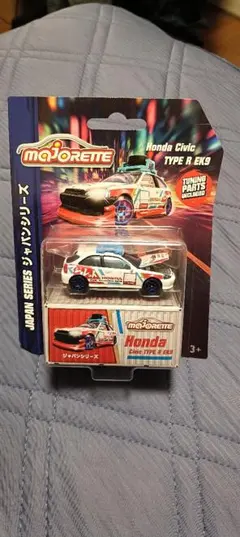 majORETTE
Honda Civic
TYPE R EK9
TUNING
PARTS
INCLUDED
JAPAN SERIES ジャパンシリーズ
majORETTE
Honda
Civic TYPE R EK9
ジャパンシリーズ
3+